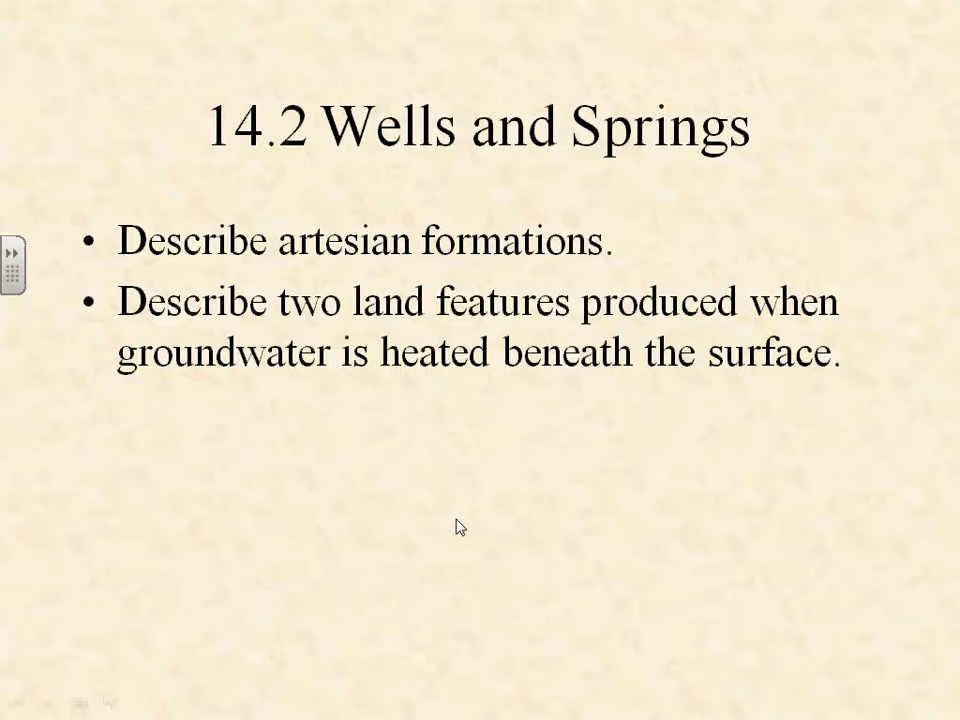 14.2 Wells and Springs
• Describe artesian formations.
• Describe two land features produced when
groundwater is heated beneath the surface.